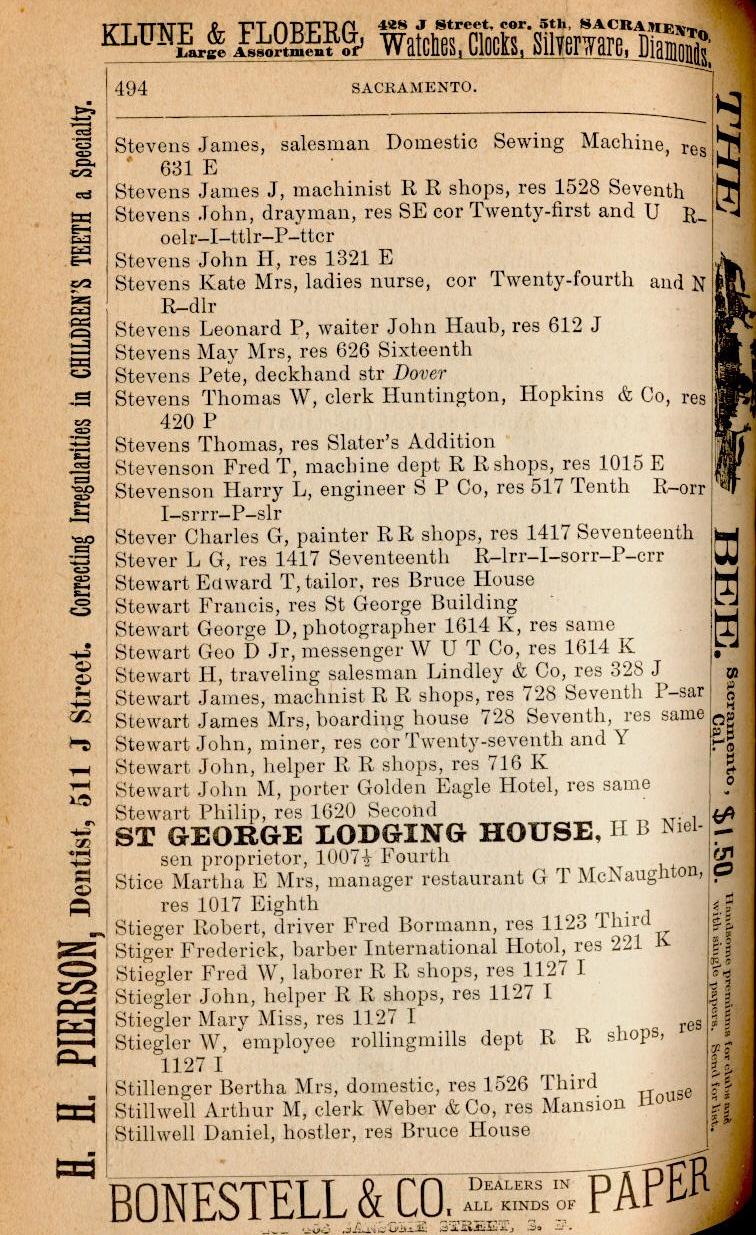 KLUNE & FLOBERG, 428 J Street, cor. 5th, SACRAMENTO,
Large Assortment of Watches, Clocks, Silverware, Diamonds.
494 SACRAMENTO.
Stevens James, salesman Domestic Sewing Machine, res
631 E
Stevens James J, machinist R R shops, res 1528 Seventh
Stevens John, drayman, res SE cor Twenty-first and U R-
oelr-I-ttlr-P-ttcr
Stevens John H, res 1321 E
Stevens Kate Mrs, ladies nurse, cor Twenty-fourth and N
R-dlr
Stevens Leonard P, waiter John Haub, res 612 J
Stevens May Mrs, res 626 Sixteenth
Stevens Pete, deckhand str Dover
Stevens Thomas W, clerk Huntington, Hopkins & Co, res
420 P
Stevens Thomas, res Slater's Addition
Stevenson Fred T, machine dept R R shops, res 1015 E
Stevenson Harry L, engineer S P Co, res 517 Tenth R-orr
I-srrr-P-slr
Stever Charles G, painter R R shops, res 1417 Seventeenth
Stever L G, res 1417 Seventeenth R-lrr-I-sorr-P-crr
Stewart Edward T, tailor, res Bruce House
Stewart Francis, res St George Building
Stewart George D, photographer 1614 K, res same
Stewart Geo D Jr, messenger W U T Co, res 1614 K
Stewart H, traveling salesman Lindley & Co, res 328 J
Stewart James, machnist R R shops, res 728 Seventh P-sar
Stewart James Mrs, boarding house 728 Seventh, res same
Stewart John, miner, res cor Twenty-seventh and Y
Stewart John, helper R R shops, res 716 K
Stewart John M, porter Golden Eagle Hotel, res same
Stewart Philip, res 1620 Second
ST GEORGE LODGING HOUSE, H B Niel-
sen proprietor, 1007½ Fourth
Stice Martha E Mrs, manager restaurant G T McNaughton,
res 1017 Eighth
Stieger Robert, driver Fred Bormann, res 1123 Third
Stiger Frederick, barber International Hotol, res 221 K
Stiegler Fred W, laborer R R shops, res 1127 I
Stiegler John, helper R R shops, res 1127 I
Stiegler Mary Miss, res 1127 I
Stiegler W, employee rollingmills dept R R shops, res
1127 I
Stillenger Bertha Mrs, domestic, res 1526 Third
Stillwell Arthur M, clerk Weber & Co, res Mansion House
Stillwell Daniel, hostler, res Bruce House
BONESTELL & CO. DEALERS IN ALL KINDS OF PAPER
SANSOME STREET, S. F.
H. H. PIERSON, Dentist, 511 J Street. Correcting Irregularities in CHILDREN'S TEETH a Specialty.
THE BEE. Sacramento, Cal. $1.50. Handsome premiums for clubs and
with single papers. Send for list.